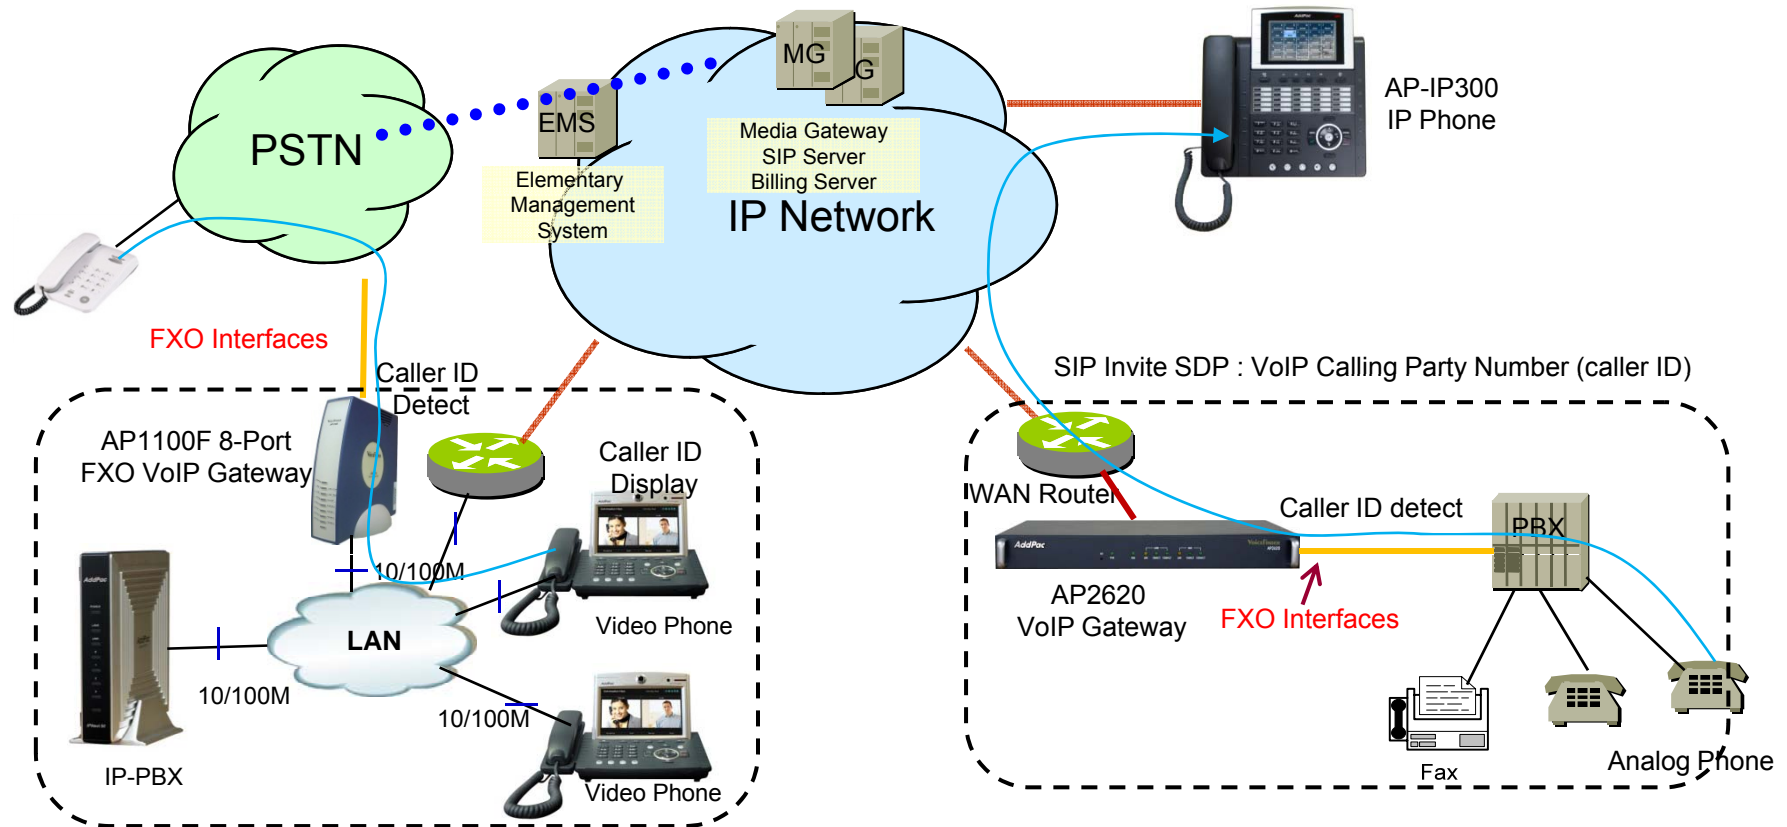 MG
G
EMS
PSTN
Media Gateway
SIP Server
Billing Server
IP Network
Elementary
Management
System
AddPac
AP-IP300
IP Phone
FXO Interfaces
Caller ID
Detect
AP1100F 8-Port
FXO VoIP Gateway
Caller ID
Display
10/100M
LAN
Video Phone
AddPac
10/100M
10/100M
IP-PBX
Video Phone
SIP Invite SDP : VoIP Calling Party Number (caller ID)
WAN Router
Caller ID detect
PBX
AddPac
AP2620
VoIP Gateway
FXO Interfaces
Fax
Analog Phone